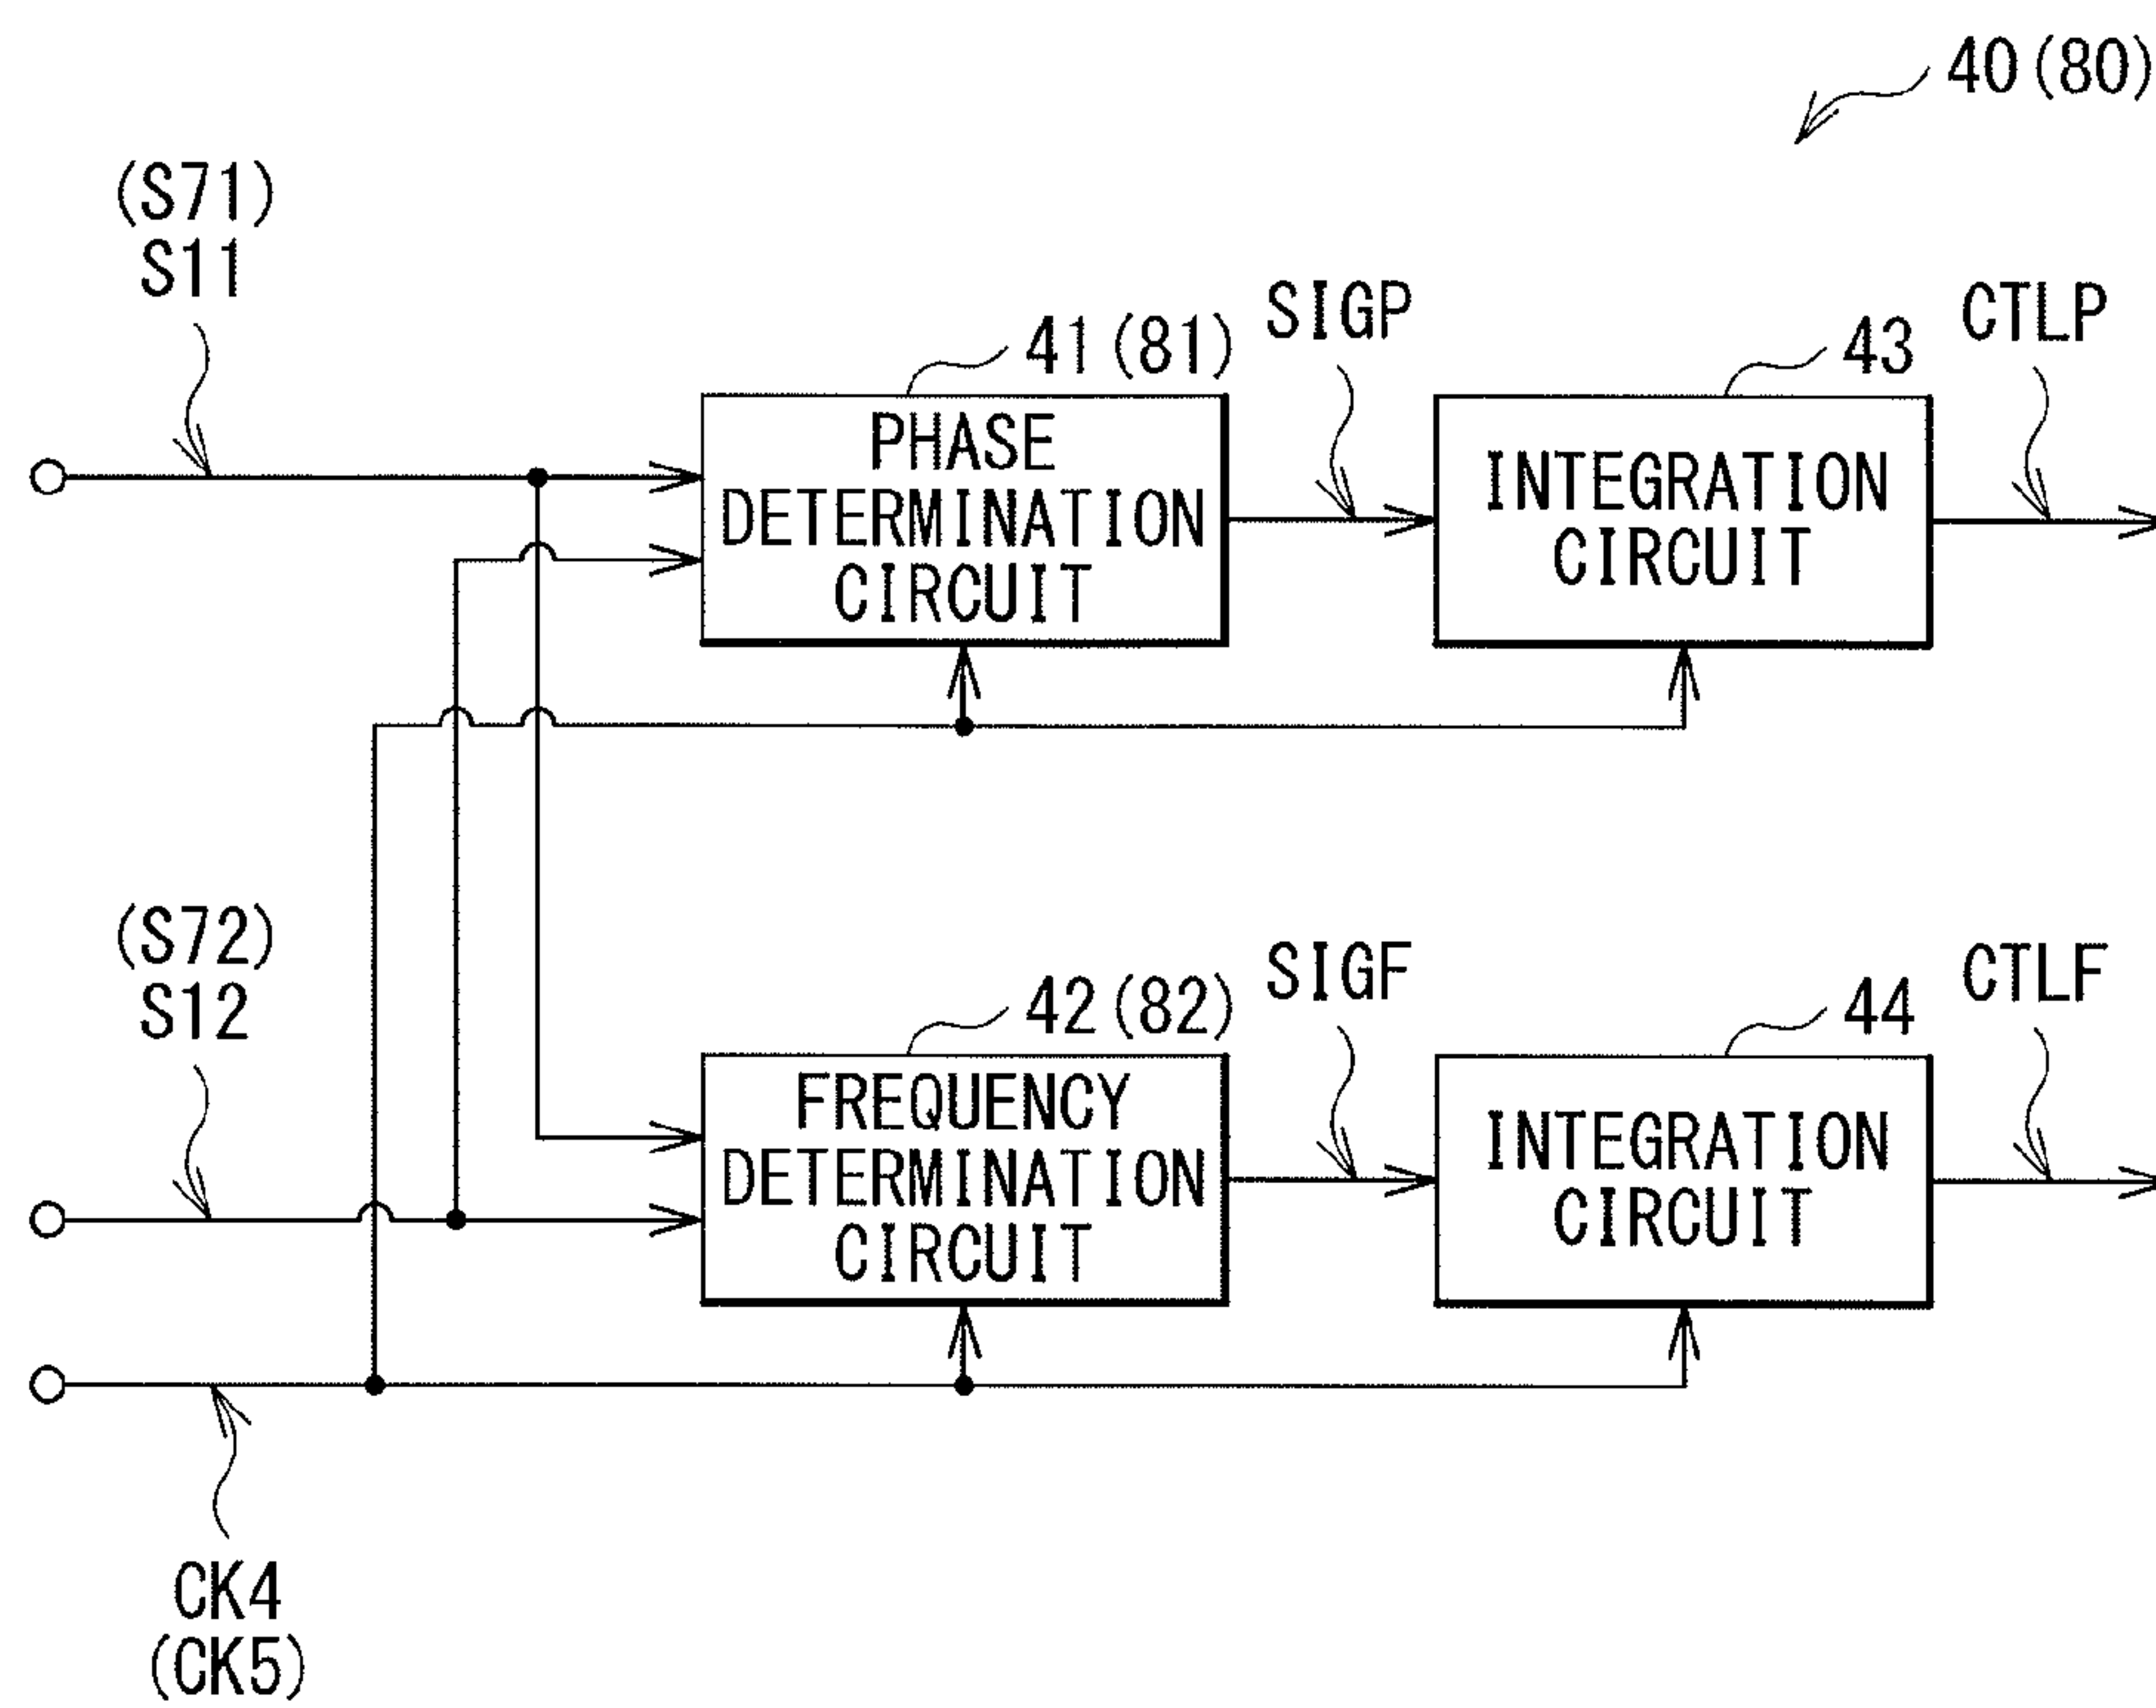 40(80)
(S71)
S11
41(81)
SIGP
43
CTLP
PHASE
DETERMINATION
CIRCUIT
INTEGRATION
CIRCUIT
(S72)
S12
42(82)
SIGF
44
CTLF
FREQUENCY
DETERMINATION
CIRCUIT
INTEGRATION
CIRCUIT
CK4
(CK5)